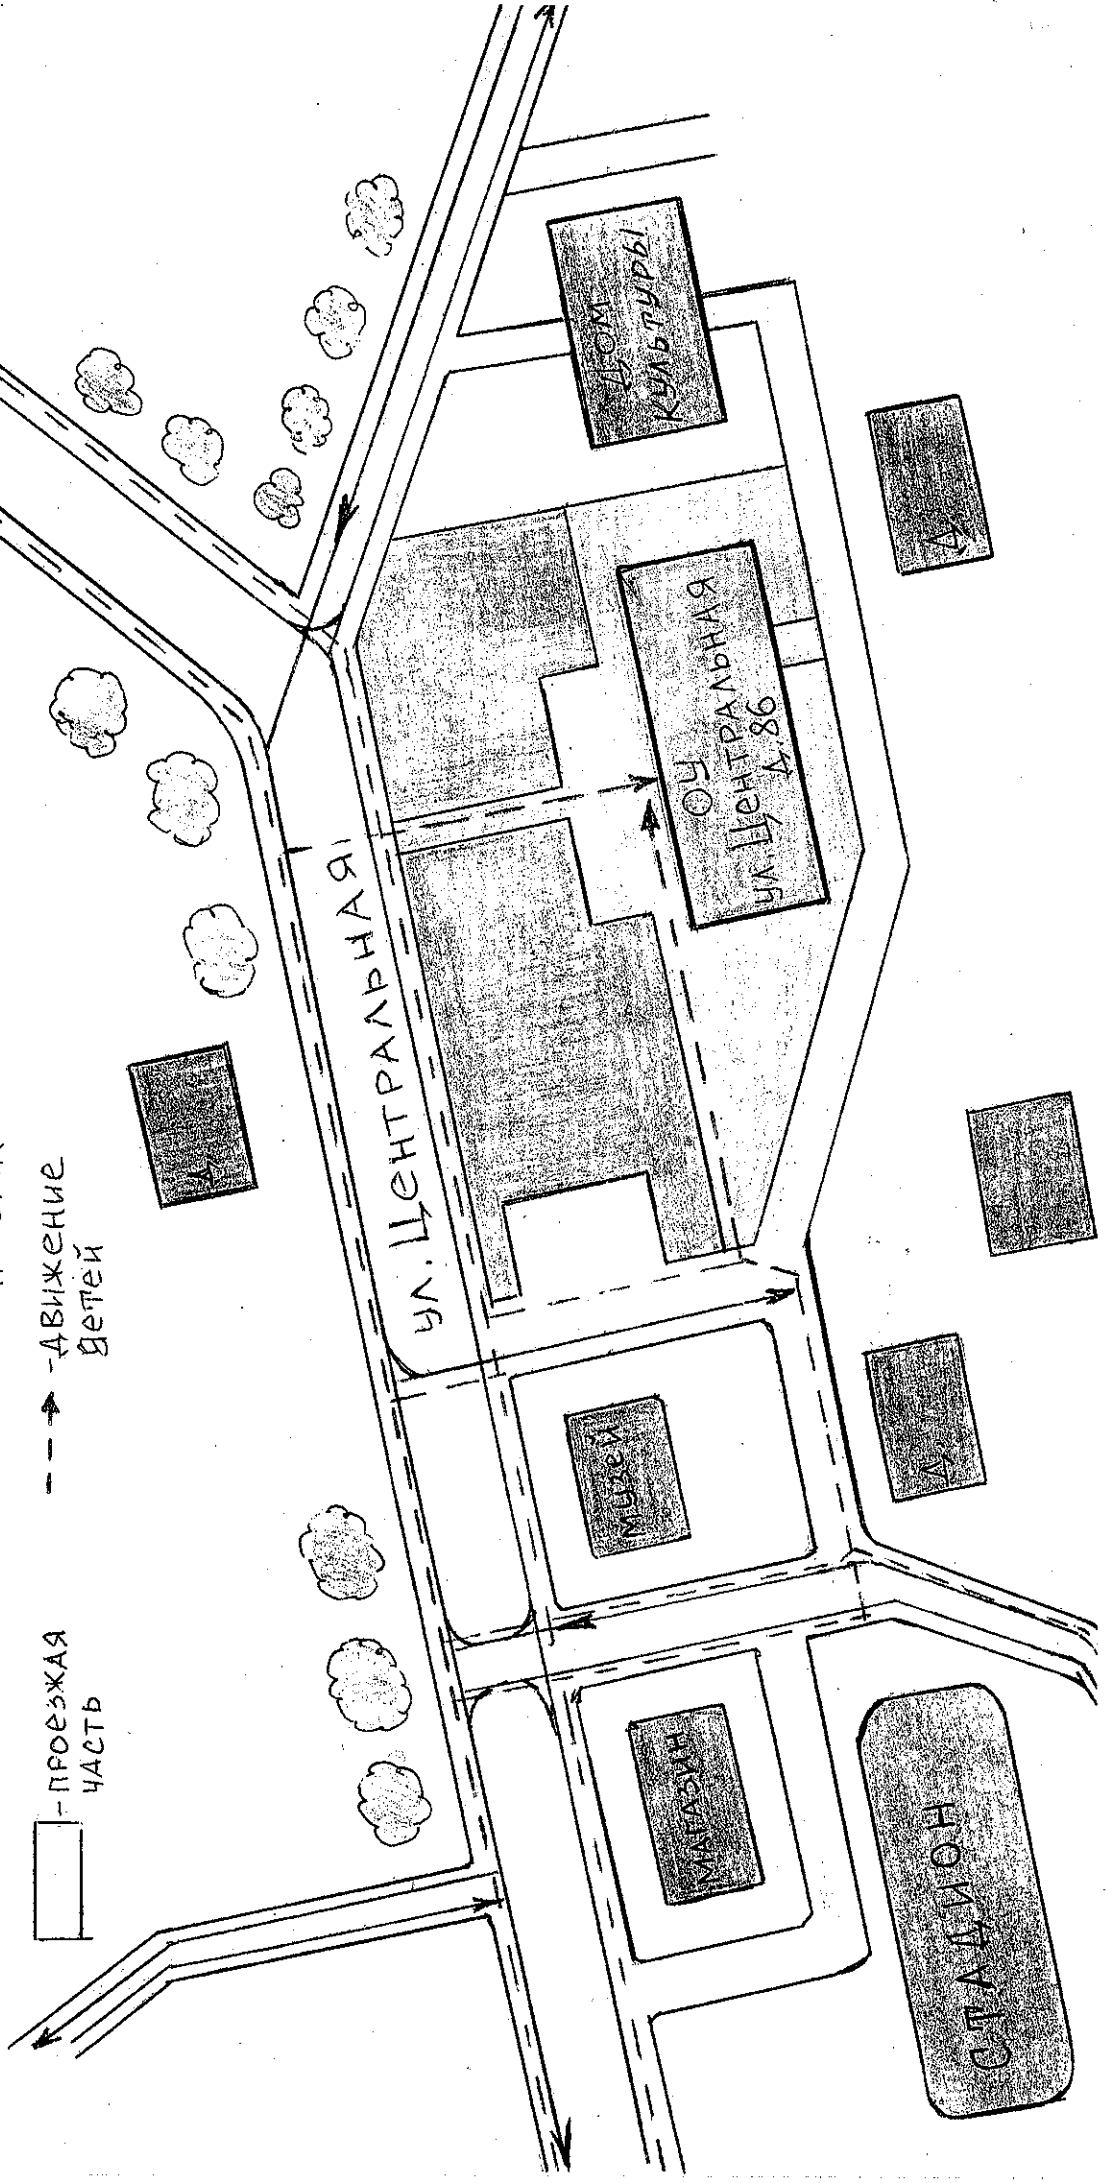 - ПРОЕЗЖАЯ
ЧАСТЬ
- ДВИЖЕНИЕ
детей
ул. ЦЕНТРАЛЬНАЯ
ДОМ
КУЛЬТУРЫ
ОУ
ул. ЦЕНТРАЛЬНАЯ
д. 86
МУЗЕЙ
МАГАЗИН
СТАДИОН
Д
Д
Д